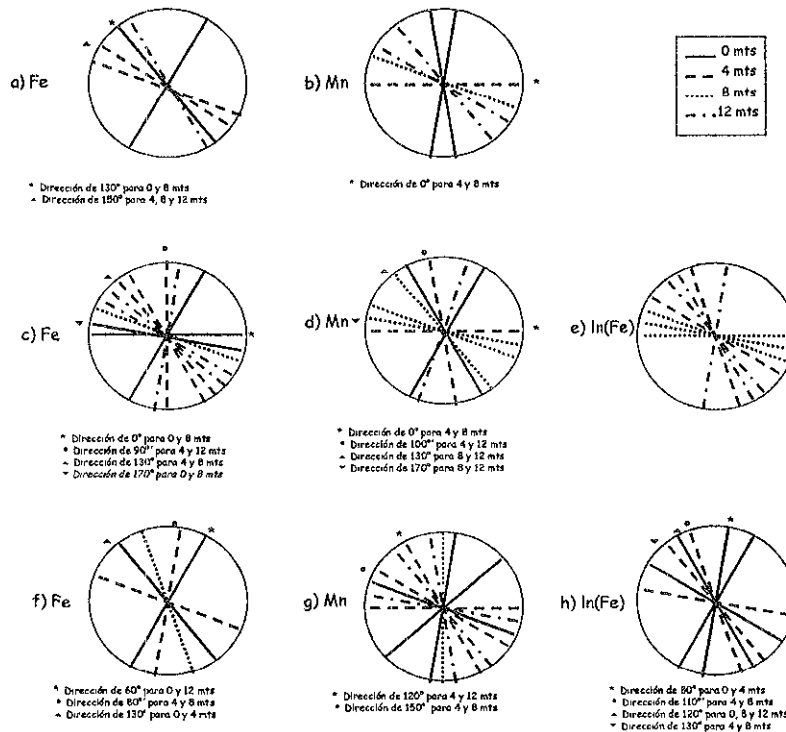 0 mts
4 mts
8 mts
12 mts
a) Fe
b) Mn
* Dirección de 130° para 0 y 8 mts
▴ Dirección de 150° para 4, 8 y 12 mts
* Dirección de 0° para 4 y 8 mts
c) Fe
d) Mn
e) ln(Fe)
* Dirección de 0° para 0 y 8 mts
• Dirección de 90° para 4 y 12 mts
▴ Dirección de 130° para 4 y 8 mts
▾ Dirección de 170° para 0 y 8 mts
* Dirección de 0° para 4 y 8 mts
• Dirección de 100° para 4 y 12 mts
▴ Dirección de 130° para 8 y 12 mts
▾ Dirección de 170° para 8 y 12 mts
f) Fe
g) Mn
h) ln(Fe)
* Dirección de 60° para 0 y 12 mts
• Dirección de 80° para 4 y 8 mts
▴ Dirección de 130° para 0 y 4 mts
* Dirección de 120° para 4 y 12 mts
• Dirección de 150° para 4 y 8 mts
* Dirección de 80° para 0 y 4 mts
• Dirección de 110° para 4 y 8 mts
▴ Dirección de 120° para 0, 8 y 12 mts
▾ Dirección de 130° para 4 y 8 mts